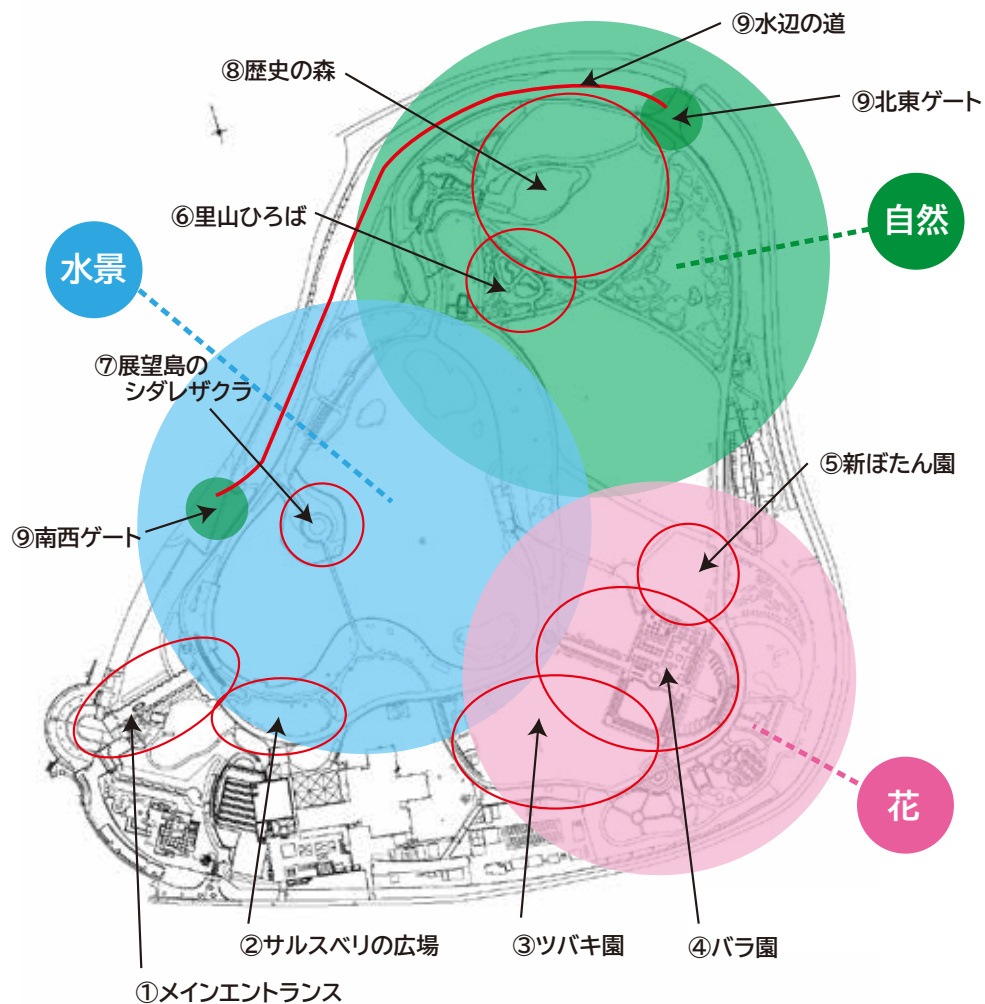 ⑨水辺の道
⑧歴史の森
⑨北東ゲート
⑥里山ひろば
自然
水景
⑦展望島の
シダレザクラ
⑤新ぼたん園
⑨南西ゲート
花
②サルスベリの広場
③ツバキ園
④バラ園
①メインエントランス